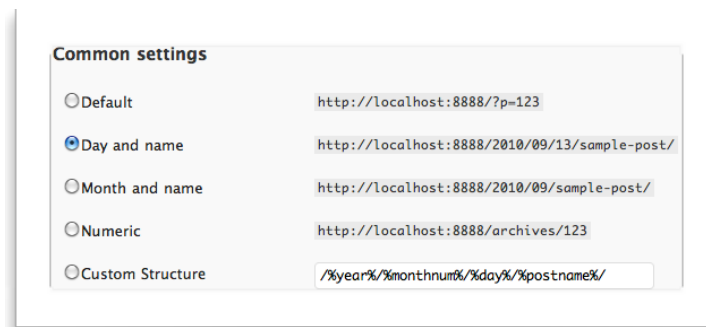 Common settings
Default http://localhost:8888/?p=123
Day and name http://localhost:8888/2010/09/13/sample-post/
Month and name http://localhost:8888/2010/09/sample-post/
Numeric http://localhost:8888/archives/123
Custom Structure /%year%/%monthnum%/%day%/%postname%/